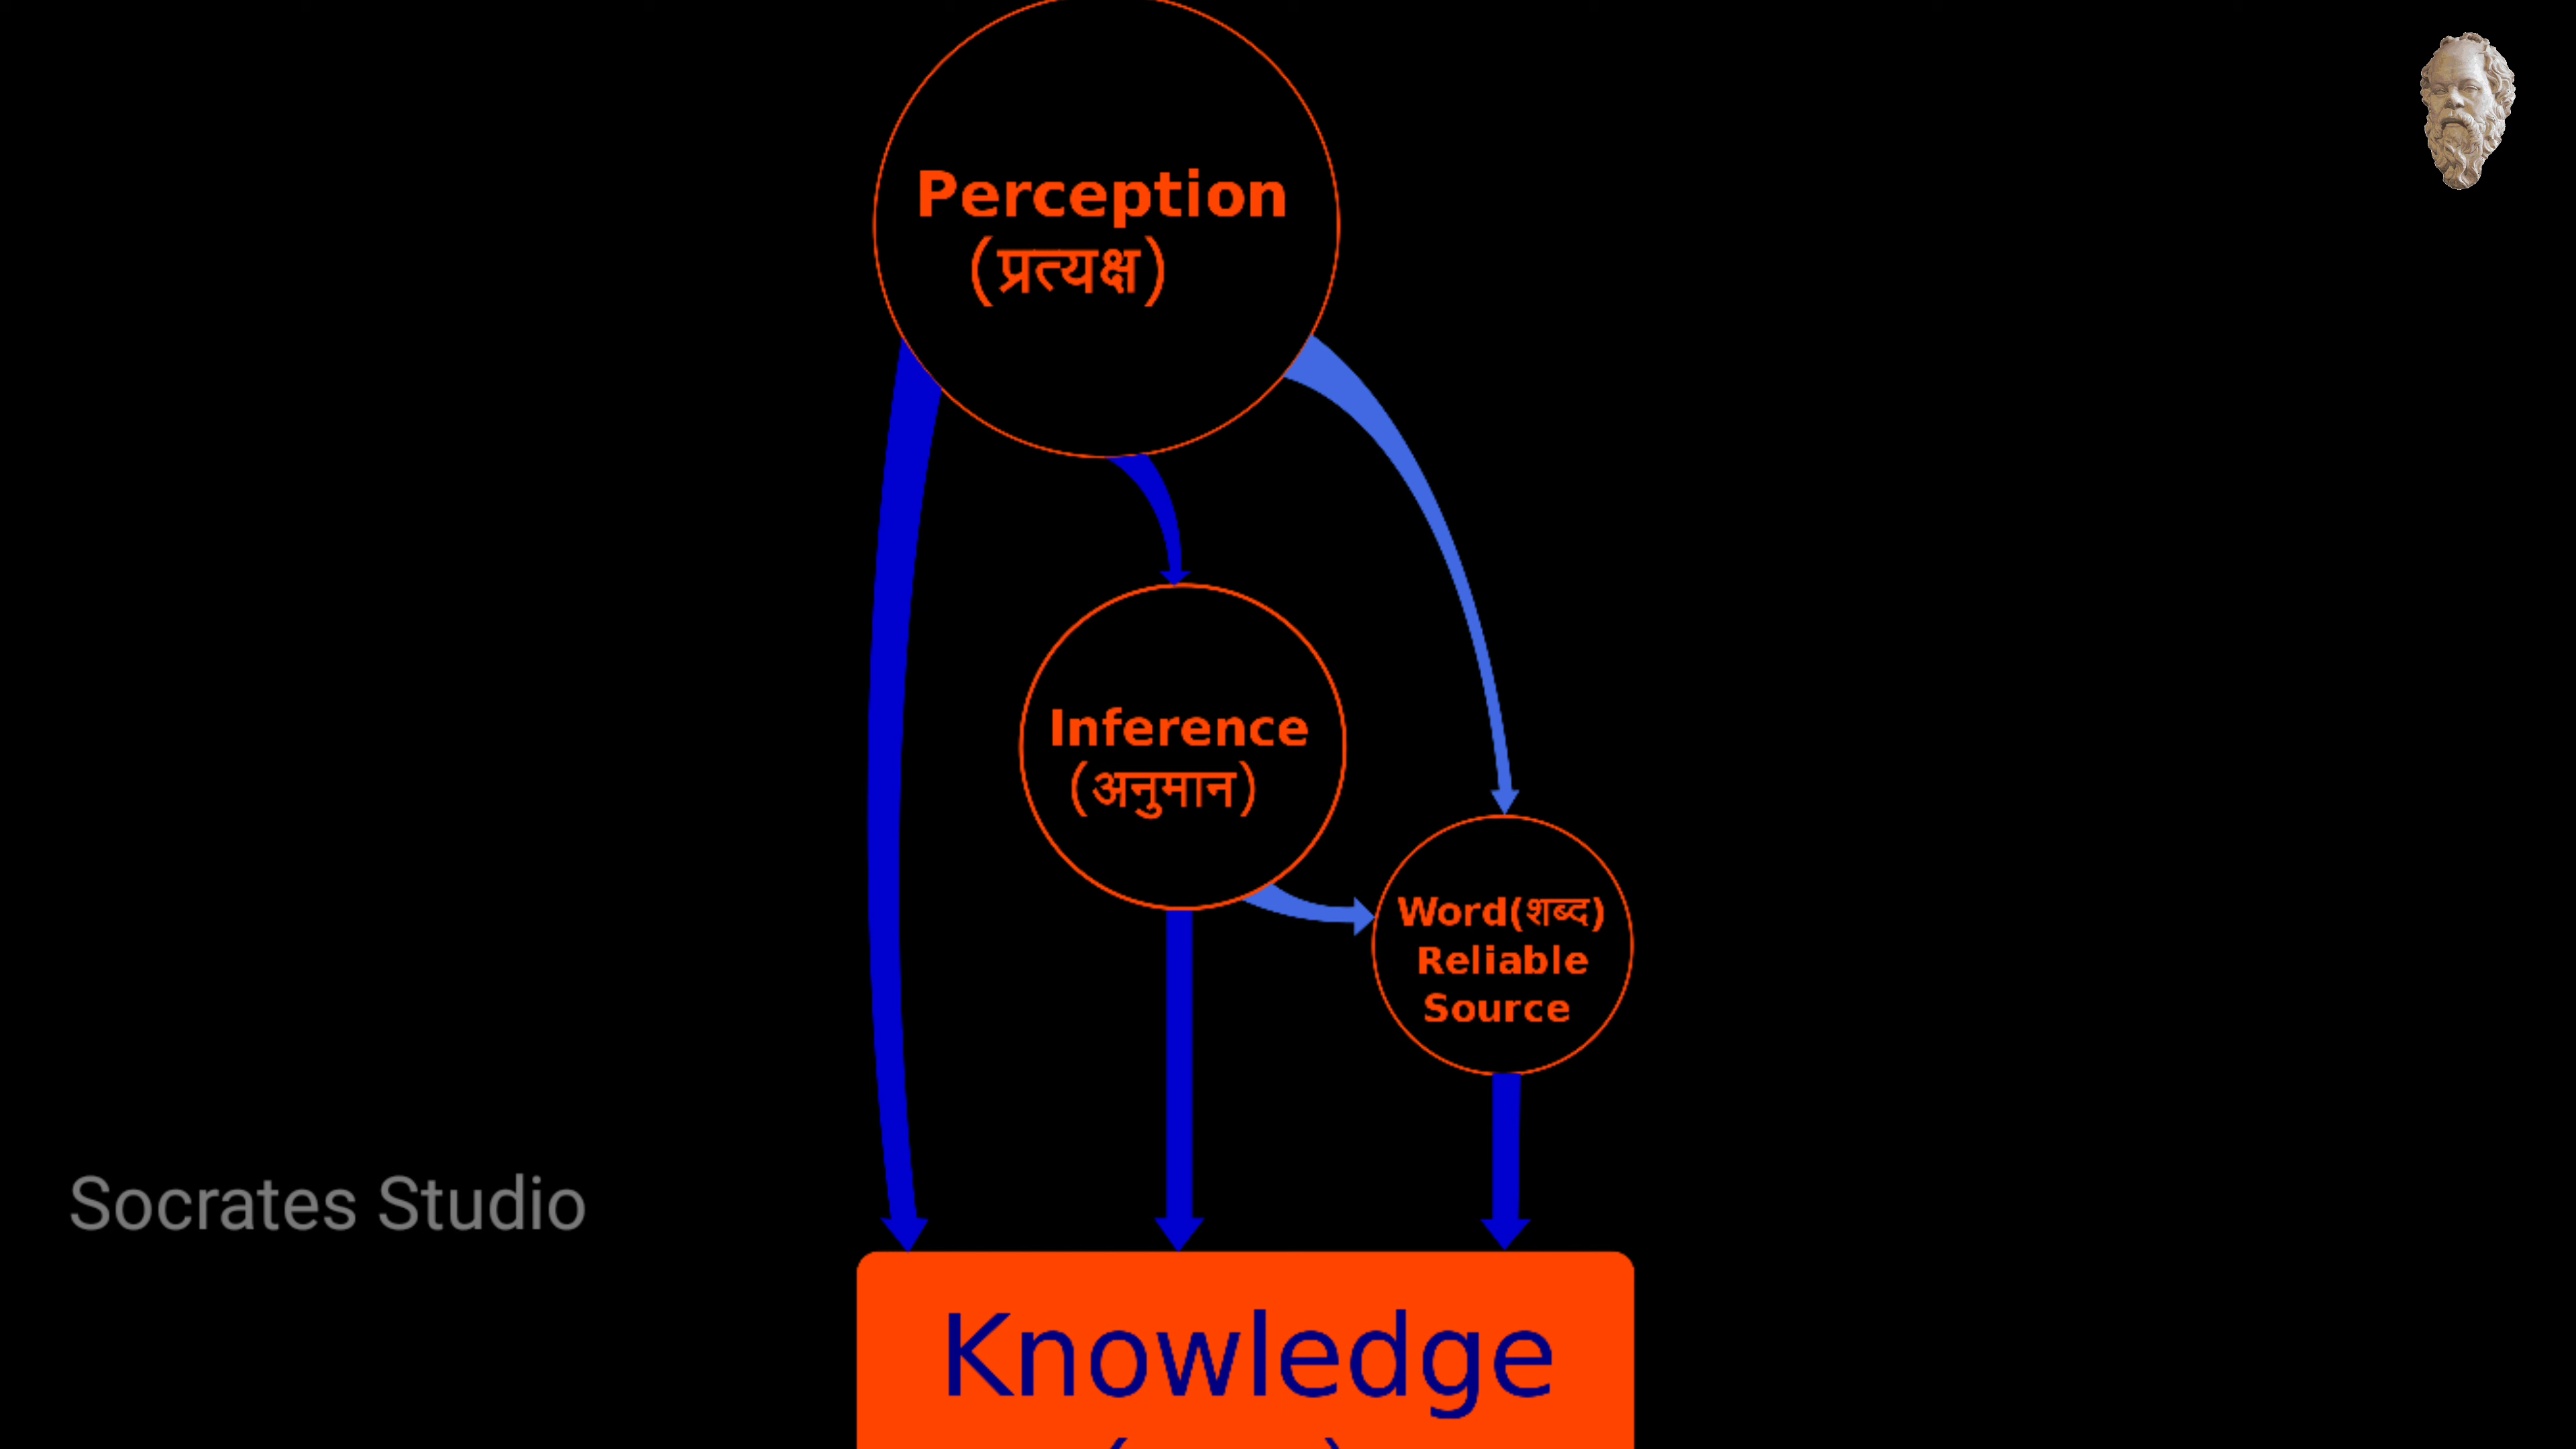 Perception
(प्रत्यक्ष)
Inference
(अनुमान)
Word(शब्द)
Reliable
Source
Socrates Studio
Knowledge